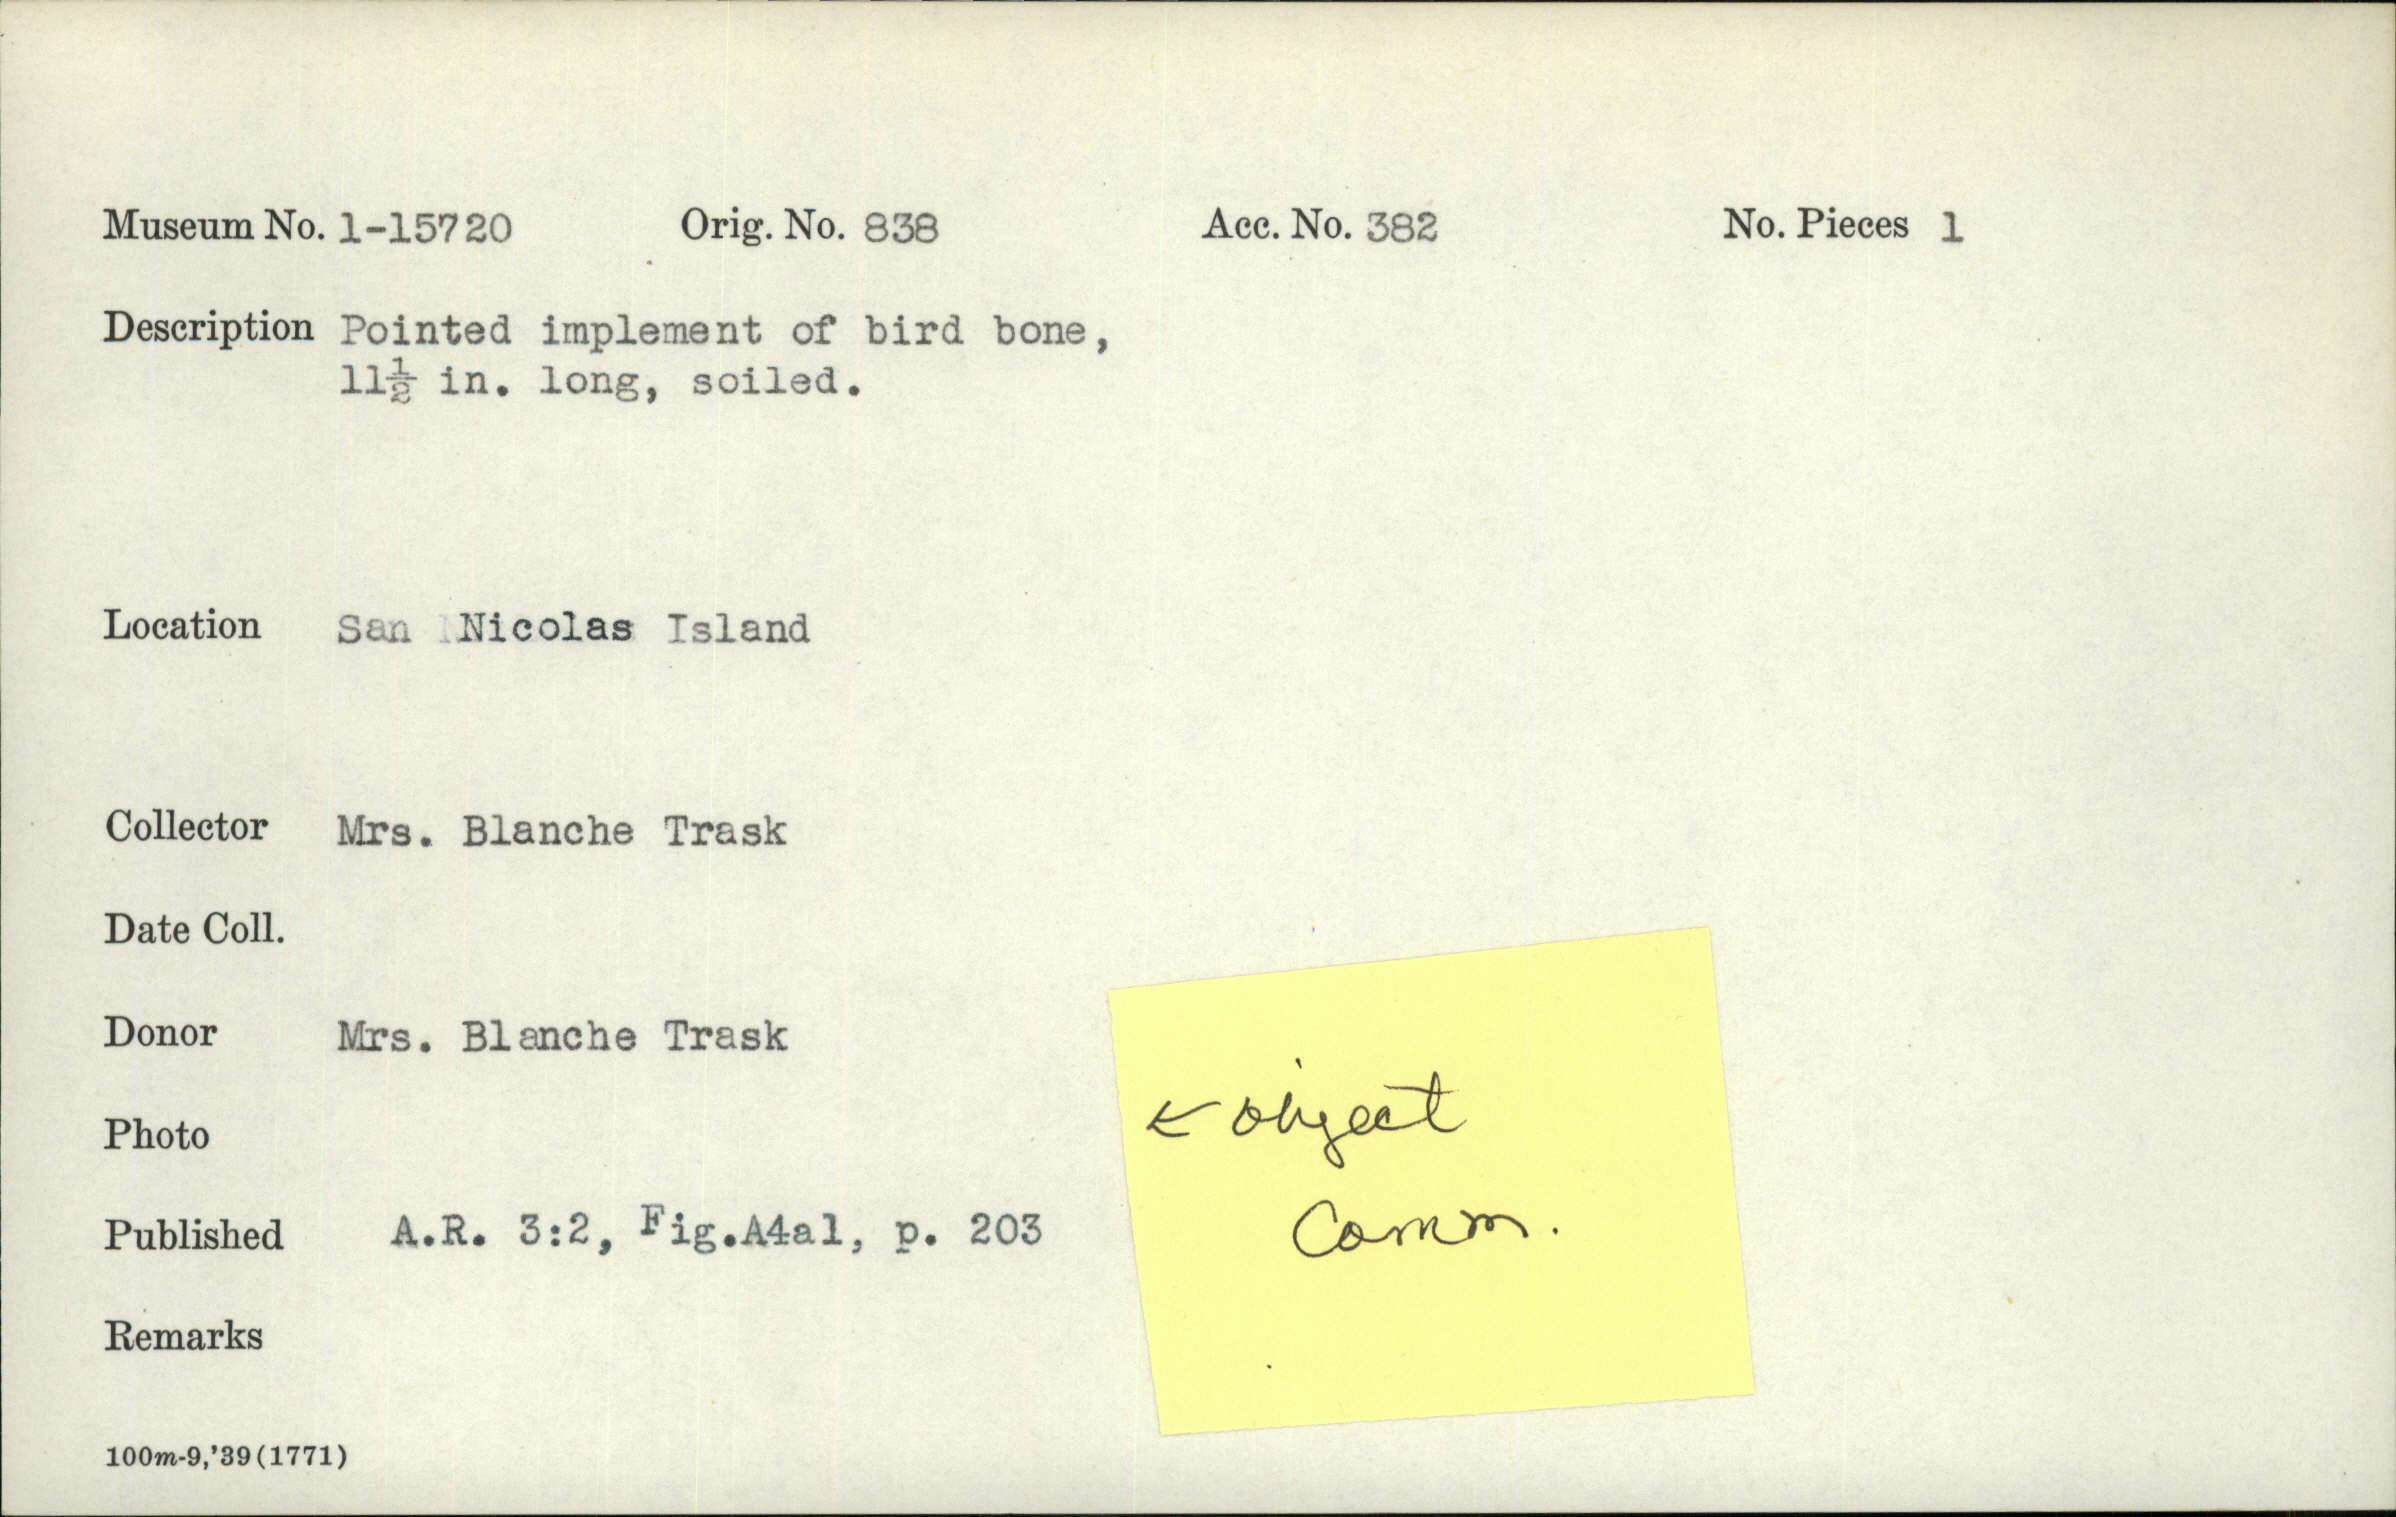 Museum No. 1-15720 Orig. No. 838 Acc. No. 382 No. Pieces 1
Description Pointed implement of bird bone,
11½ in. long, soiled.
Location San Nicolas Island
Collector Mrs. Blanche Trask
Date Coll.
Donor Mrs. Blanche Trask
Photo
Published A.R. 3:2, Fig.A4a1, p. 203
Remarks
100m-9,'39(1771)
← object
Comm.